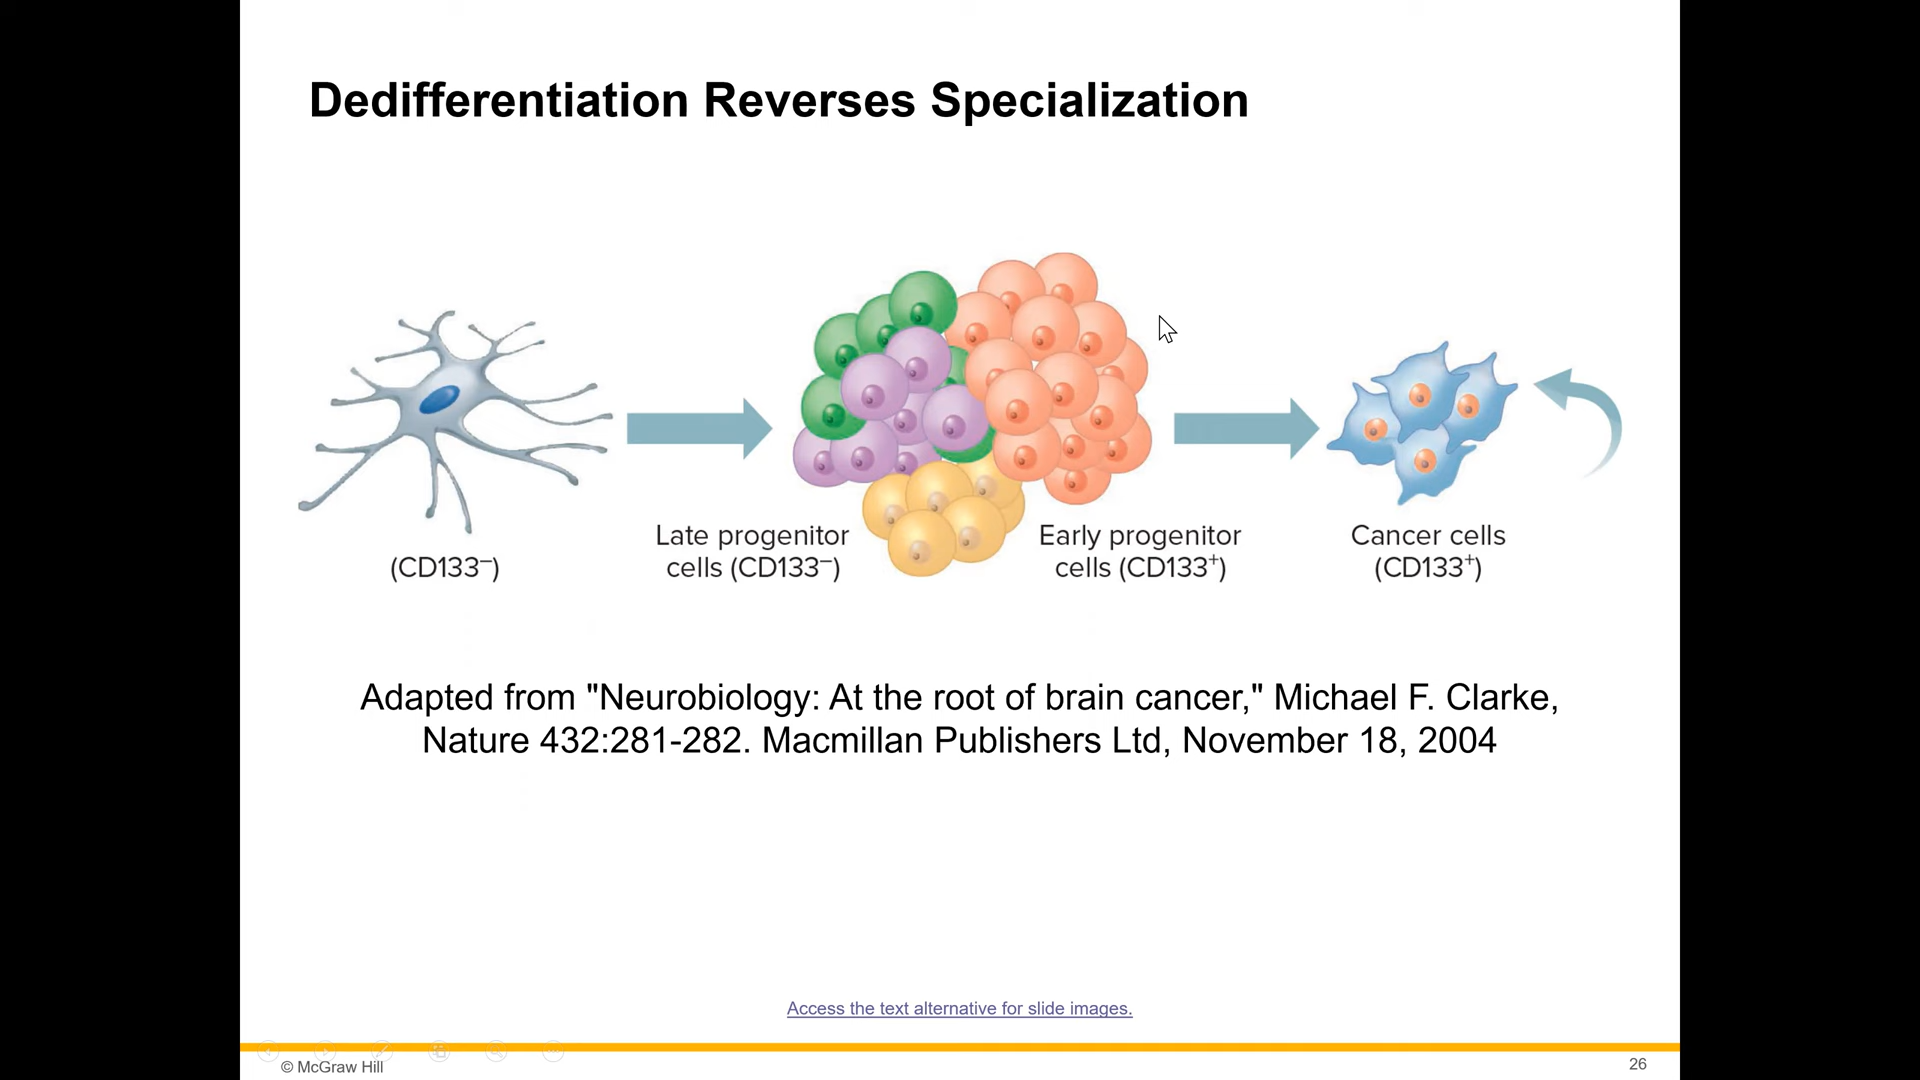 Dedifferentiation Reverses Specialization
(CD133–)
Late progenitor
cells (CD133–)
Early progenitor
cells (CD133+)
Cancer cells
(CD133+)
Adapted from "Neurobiology: At the root of brain cancer," Michael F. Clarke,
Nature 432:281-282. Macmillan Publishers Ltd, November 18, 2004
Access the text alternative for slide images.
© McGraw Hill
26